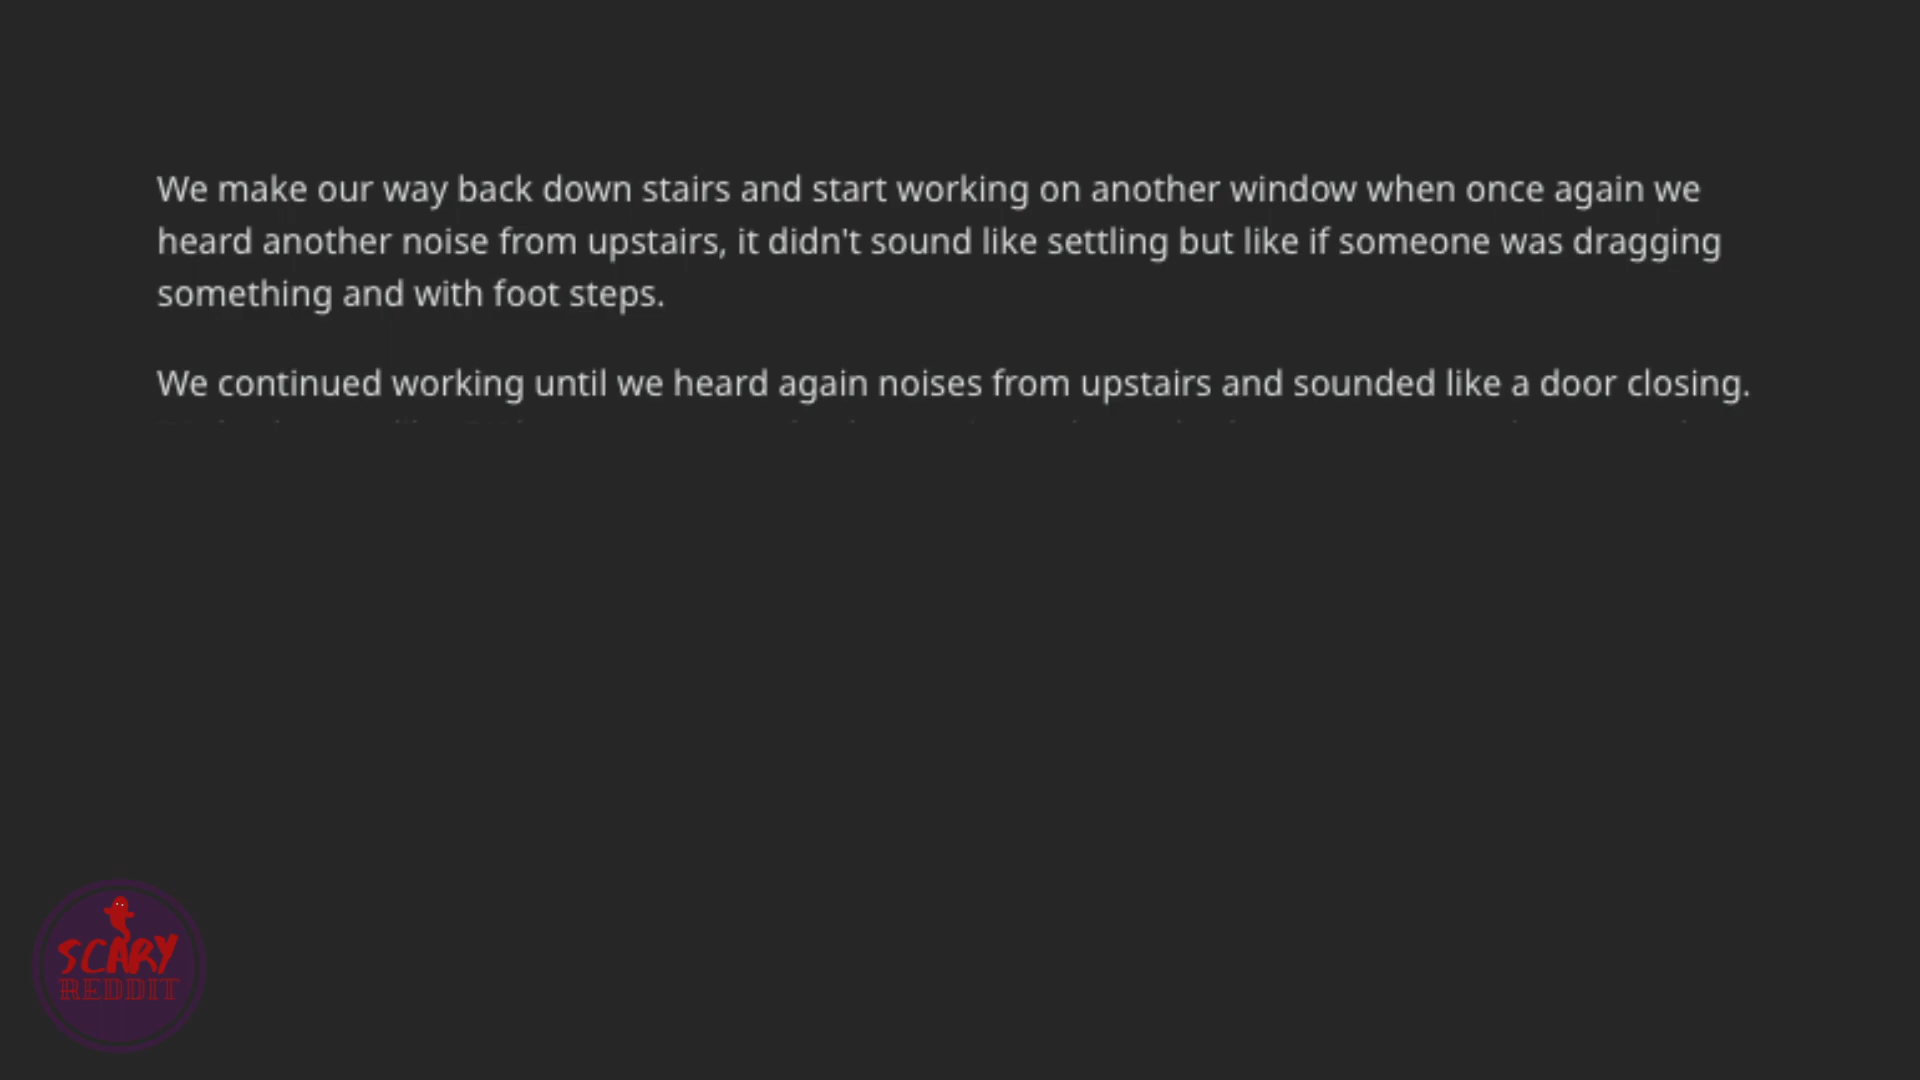 We make our way back down stairs and start working on another window when once again we
heard another noise from upstairs, it didn't sound like settling but like if someone was dragging
something and with foot steps.
We continued working until we heard again noises from upstairs and sounded like a door closing.
SCARY
REDDIT